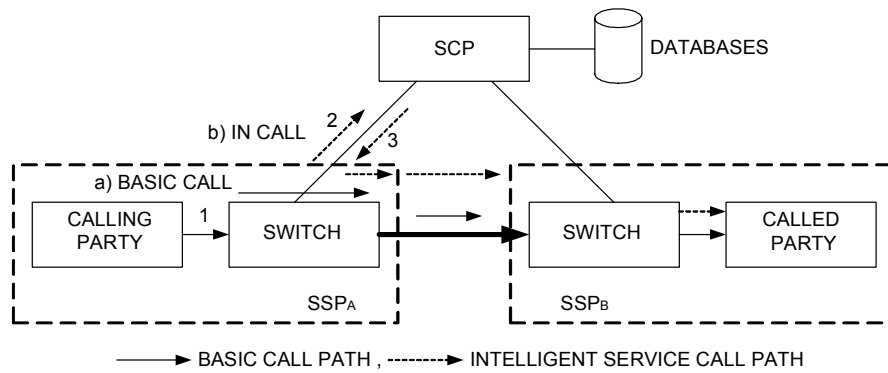 SCP
DATABASES
b) IN CALL
2
3
a) BASIC CALL
CALLING
PARTY
1
SWITCH
SWITCH
CALLED
PARTY
SSPA
SSPB
BASIC CALL PATH , INTELLIGENT SERVICE CALL PATH